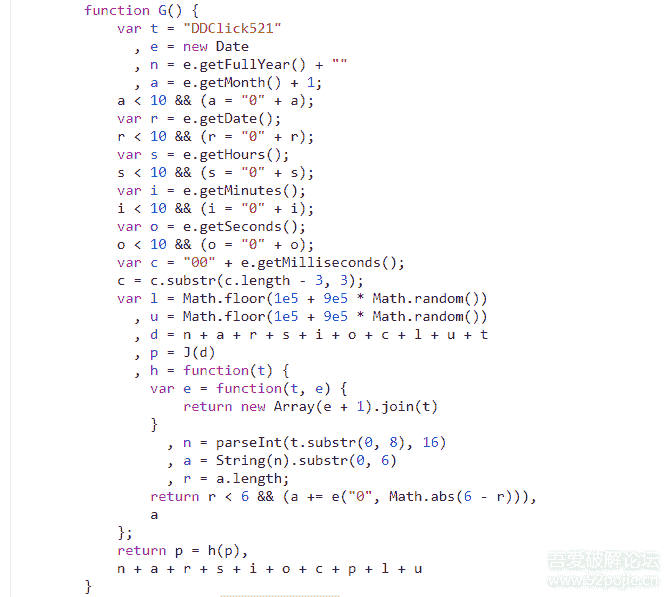 function G() {
    var t = "DDClick521"
      , e = new Date
      , n = e.getFullYear() + ""
      , a = e.getMonth() + 1;
    a < 10 && (a = "0" + a);
    var r = e.getDate();
    r < 10 && (r = "0" + r);
    var s = e.getHours();
    s < 10 && (s = "0" + s);
    var i = e.getMinutes();
    i < 10 && (i = "0" + i);
    var o = e.getSeconds();
    o < 10 && (o = "0" + o);
    var c = "00" + e.getMilliseconds();
    c = c.substr(c.length - 3, 3);
    var l = Math.floor(1e5 + 9e5 * Math.random())
      , u = Math.floor(1e5 + 9e5 * Math.random())
      , d = n + a + r + s + i + o + c + l + u + t
      , p = J(d)
      , h = function(t) {
        var e = function(t, e) {
            return new Array(e + 1).join(t)
        }
          , n = parseInt(t.substr(0, 8), 16)
          , a = String(n).substr(0, 6)
          , r = a.length;
        return r < 6 && (a += e("0", Math.abs(6 - r))),
        a
    };
    return p = h(p),
    n + a + r + s + i + o + c + p + l + u
}
吾爱破解论坛
www.52pojie.cn